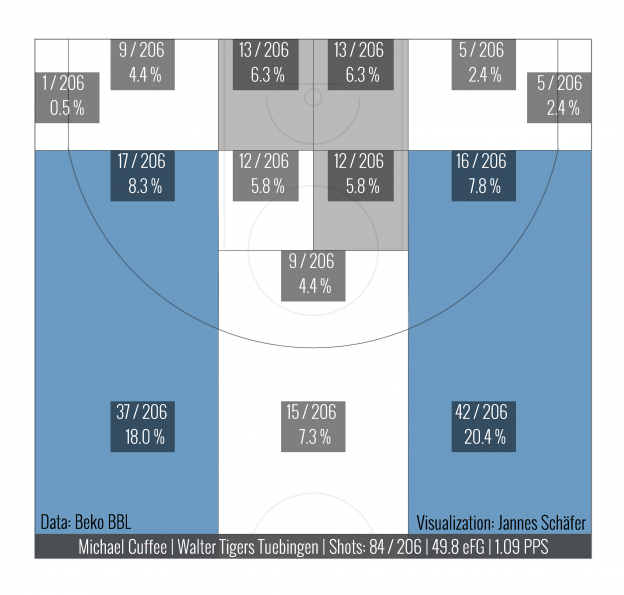 9 / 206
4.4 %
13 / 206
6.3 %
13 / 206
6.3 %
5 / 206
2.4 %
1 / 206
0.5 %
5 / 206
2.4 %
17 / 206
8.3 %
12 / 206
5.8 %
12 / 206
5.8 %
16 / 206
7.8 %
9 / 206
4.4 %
37 / 206
18.0 %
15 / 206
7.3 %
42 / 206
20.4 %
Data: Beko BBL
Visualization: Jannes Schäfer
Michael Cuffee | Walter Tigers Tuebingen | Shots: 84 / 206 | 49.8 eFG | 1.09 PPS